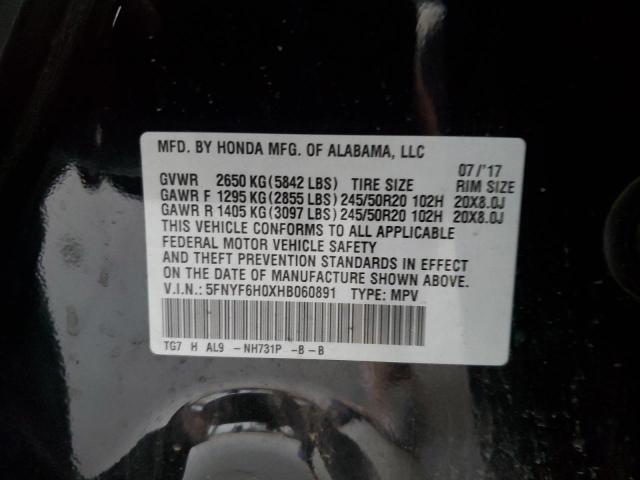 MFD. BY HONDA MFG. OF ALABAMA, LLC
07/'17
GVWR 2650 KG(5842 LBS) TIRE SIZE RIM SIZE
GAWR F 1295 KG(2855 LBS)245/50R20 102H 20X8.0J
GAWR R 1405 KG(3097 LBS)245/50R20 102H 20X8.0J
THIS VEHICLE CONFORMS TO ALL APPLICABLE
FEDERAL MOTOR VEHICLE SAFETY
AND THEFT PREVENTION STANDARDS IN EFFECT
ON THE DATE OF MANUFACTURE SHOWN ABOVE.
V.I.N.: 5FNYF6H0XHB060891 TYPE: MPV
TG7 H AL9 -NH731P -B-B